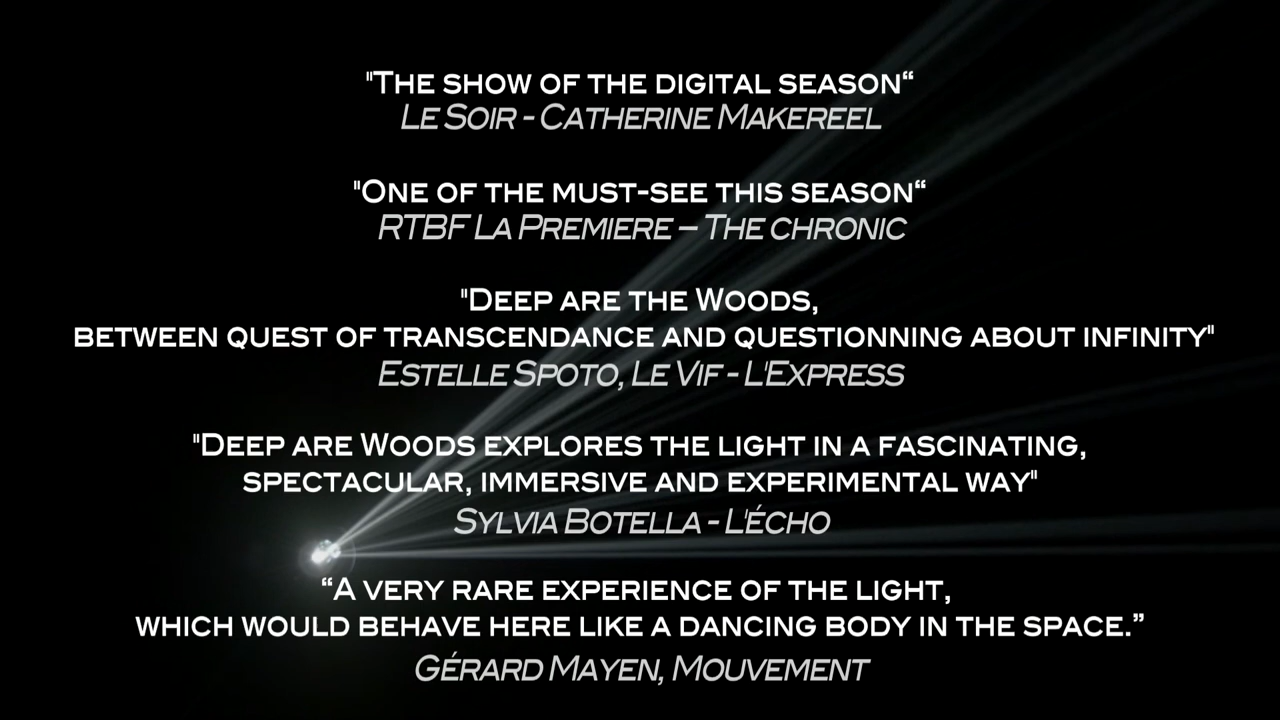 "The show of the digital season“
Le Soir - Catherine Makereel
"One of the must-see this season“
RTBF La Premiere – The chronic
"Deep are the Woods,
between quest of transcendance and questionning about infinity"
Estelle Spoto, Le Vif - L'Express
"Deep are Woods explores the light in a fascinating,
spectacular, immersive and experimental way"
Sylvia Botella - L'écho
“A very rare experience of the light,
which would behave here like a dancing body in the space.”
Gérard Mayen, Mouvement